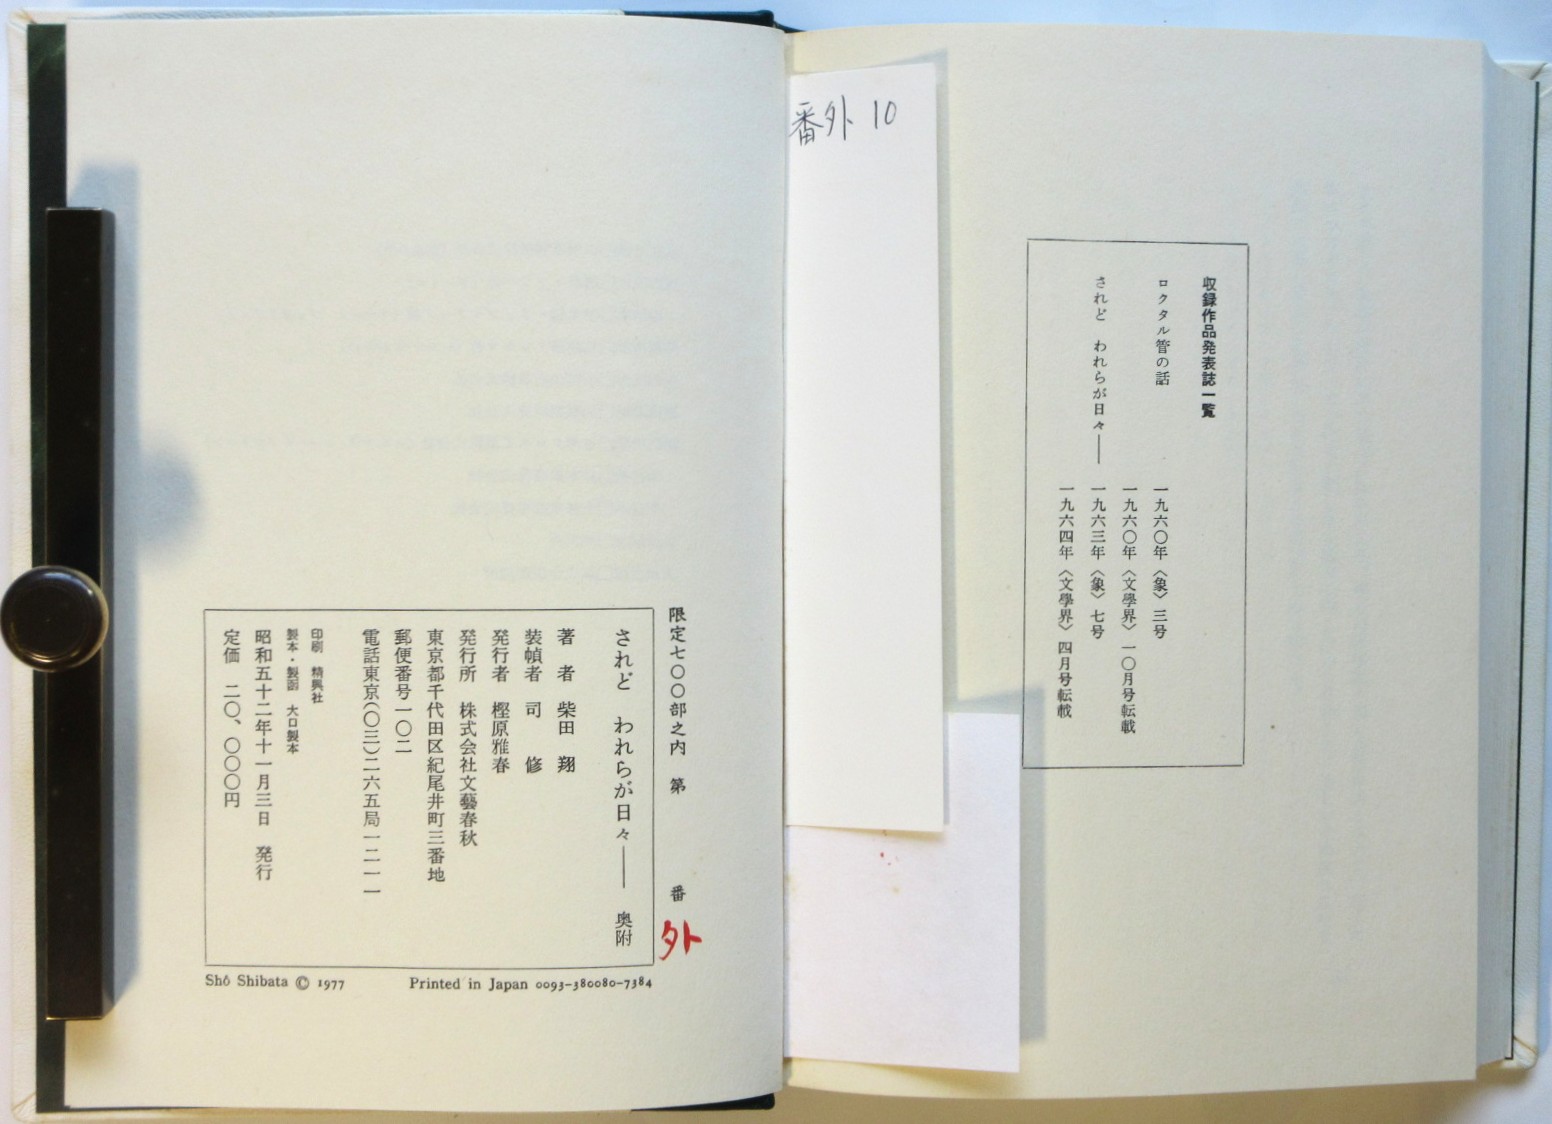 番外 10
収録作品発表誌一覧
ロクタル管の話
一九六〇年〈象〉三号
一九六〇年〈文學界〉一〇月号転載
されど われらが日々――
一九六三年〈象〉七号
一九六四年〈文學界〉四月号転載
限定七〇〇部之内 第 番外
されど われらが日々―― 奥附
著者 柴田 翔
装幀者 司 修
発行者 樫原雅春
発行所 株式会社文藝春秋
東京都千代田区紀尾井町三番地
郵便番号一〇二
電話東京(〇三)二六五局一二一一
印刷 精興社
製本・製函 大口製本
昭和五十二年十一月三日 発行
定価 二〇、〇〇〇円
Shô Shibata © 1977 Printed in Japan 0093-380080-7384